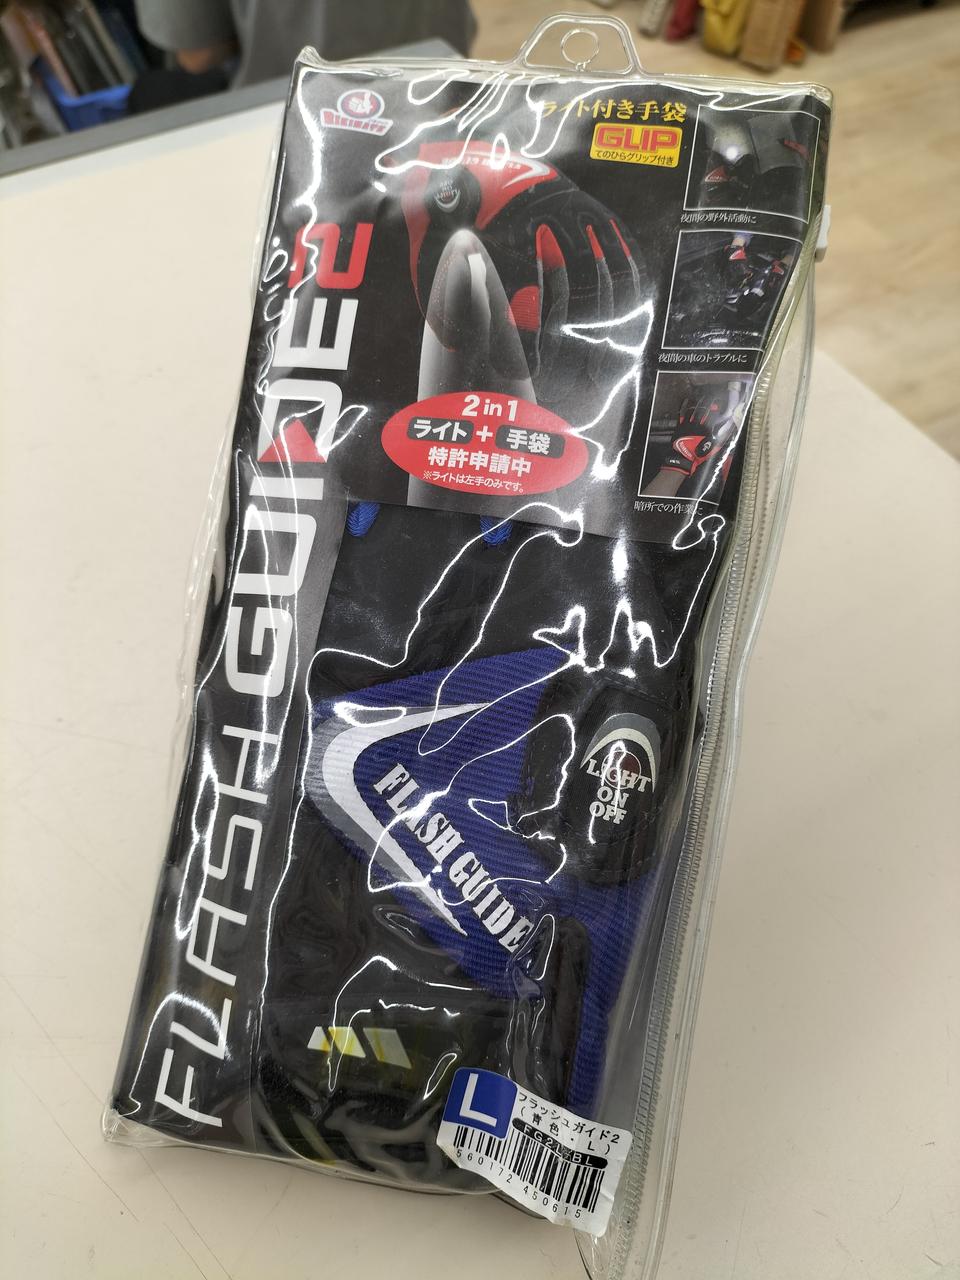 ライト付き手袋
GLIP
てのひらグリップ付き
夜間の野外活動に
夜間の車のトラブルに
暗所での作業に
2in1
ライト + 手袋
特許申請中
※ライトは左手のみです。
FLASH GUIDE2
LIGHT
ON
OFF
FLASH GUIDE
L
フラッシュガイド2
(青色・L)
560172 450615